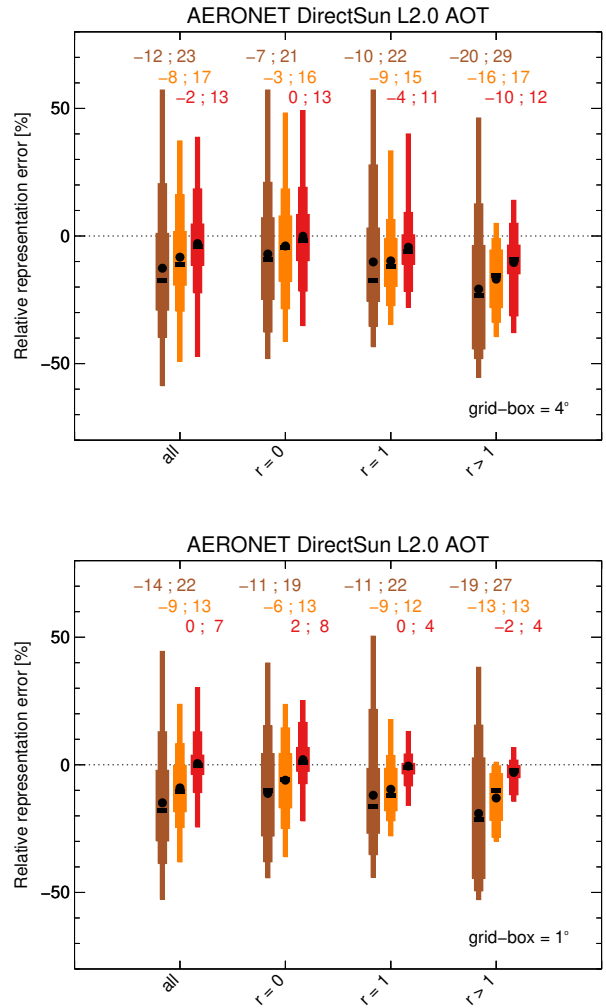 AERONET DirectSun L2.0 AOT
−12 ; 23 −7 ; 21 −10 ; 22 −20 ; 29
−8 ; 17 −3 ; 16 −9 ; 15 −16 ; 17
−2 ; 13 0 ; 13 −4 ; 11 −10 ; 12
50
0
−50
Relative representation error [%]
grid−box = 4°
all r = 0 r = 1 r > 1
AERONET DirectSun L2.0 AOT
−14 ; 22 −11 ; 19 −11 ; 22 −19 ; 27
−9 ; 13 −6 ; 13 −9 ; 12 −13 ; 13
0 ; 7 2 ; 8 0 ; 4 −2 ; 4
50
0
−50
Relative representation error [%]
grid−box = 1°
all r = 0 r = 1 r > 1